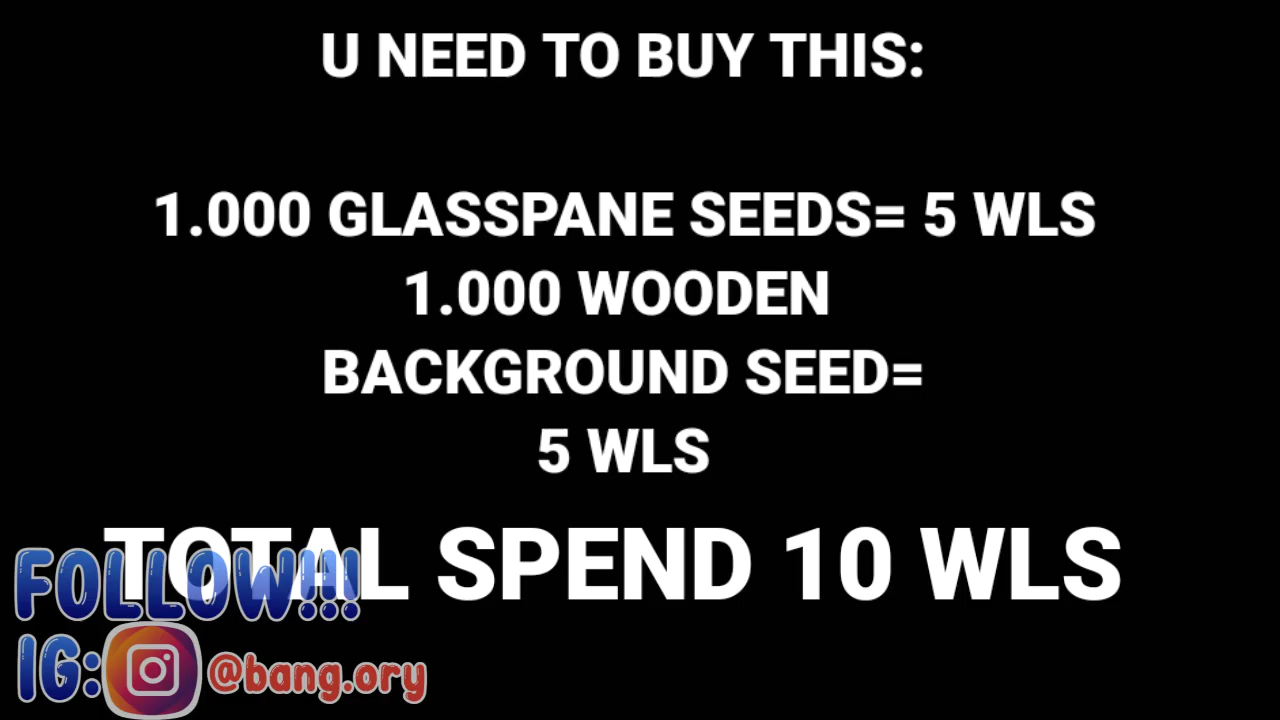 U NEED TO BUY THIS:
1.000 GLASSPANE SEEDS= 5 WLS
1.000 WOODEN
BACKGROUND SEED=
5 WLS
TOTAL SPEND 10 WLS
FOLLOW!!!
IG: @bang.ory